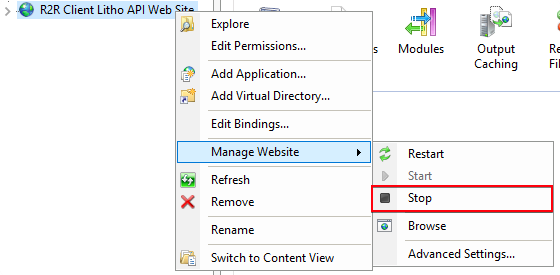 R2R Client Litho API Web Site
Explore
Edit Permissions...
Add Application...
Add Virtual Directory...
Edit Bindings...
Manage Website
Refresh
Remove
Rename
Switch to Content View
Modules
Output
Caching
Re
Fil
Restart
Start
Stop
Browse
Advanced Settings...